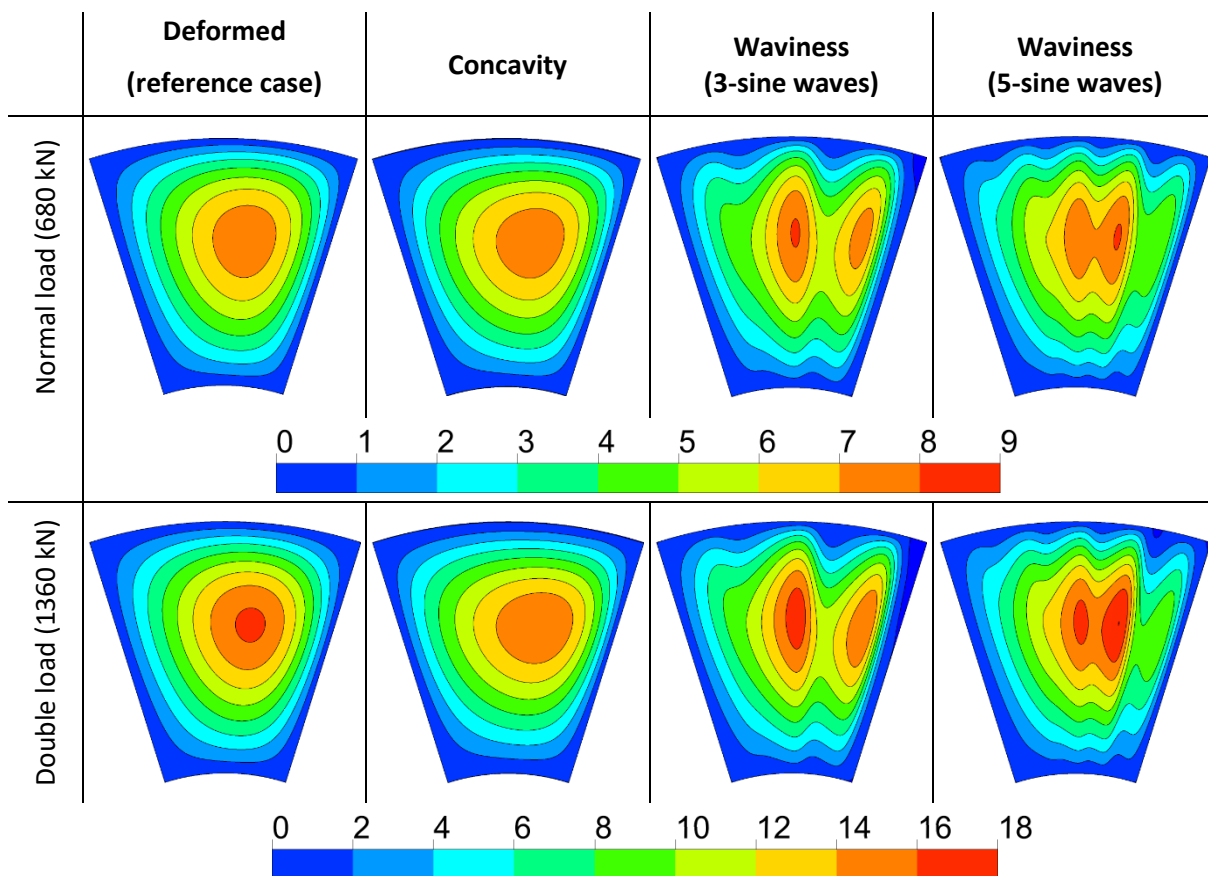 Deformed
(reference case)
Concavity
Waviness
(3-sine waves)
Waviness
(5-sine waves)
Normal load (680 kN)
0 1 2 3 4 5 6 7 8 9
Double load (1360 kN)
0 2 4 6 8 10 12 14 16 18